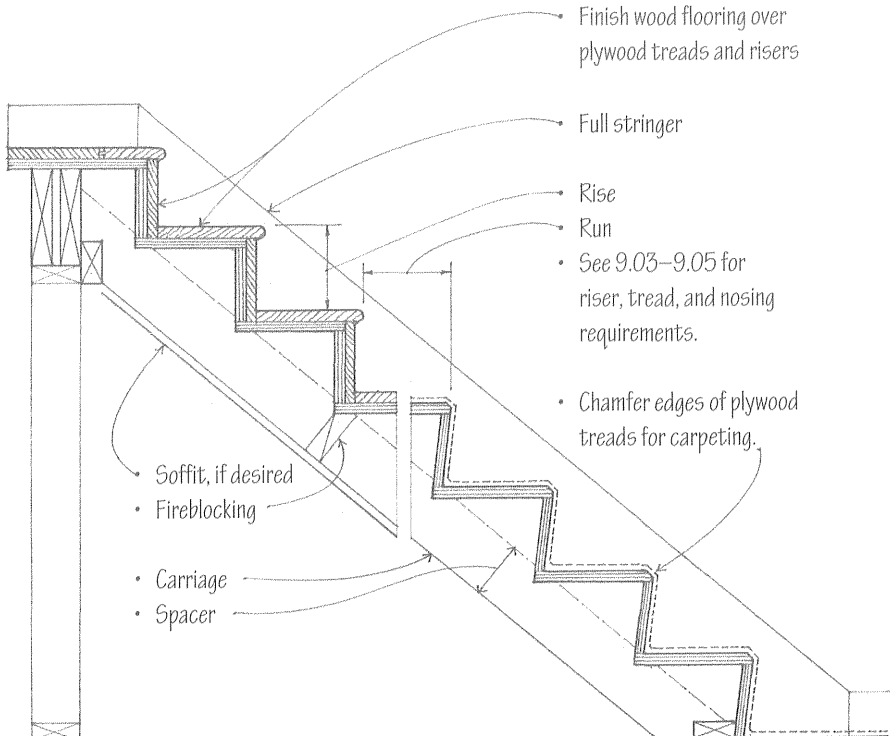 • Finish wood flooring over
plywood treads and risers
• Full stringer
• Rise
• Run
• See 9.03–9.05 for
riser, tread, and nosing
requirements.
• Chamfer edges of plywood
treads for carpeting.
• Soffit, if desired
• Fireblocking
• Carriage
• Spacer